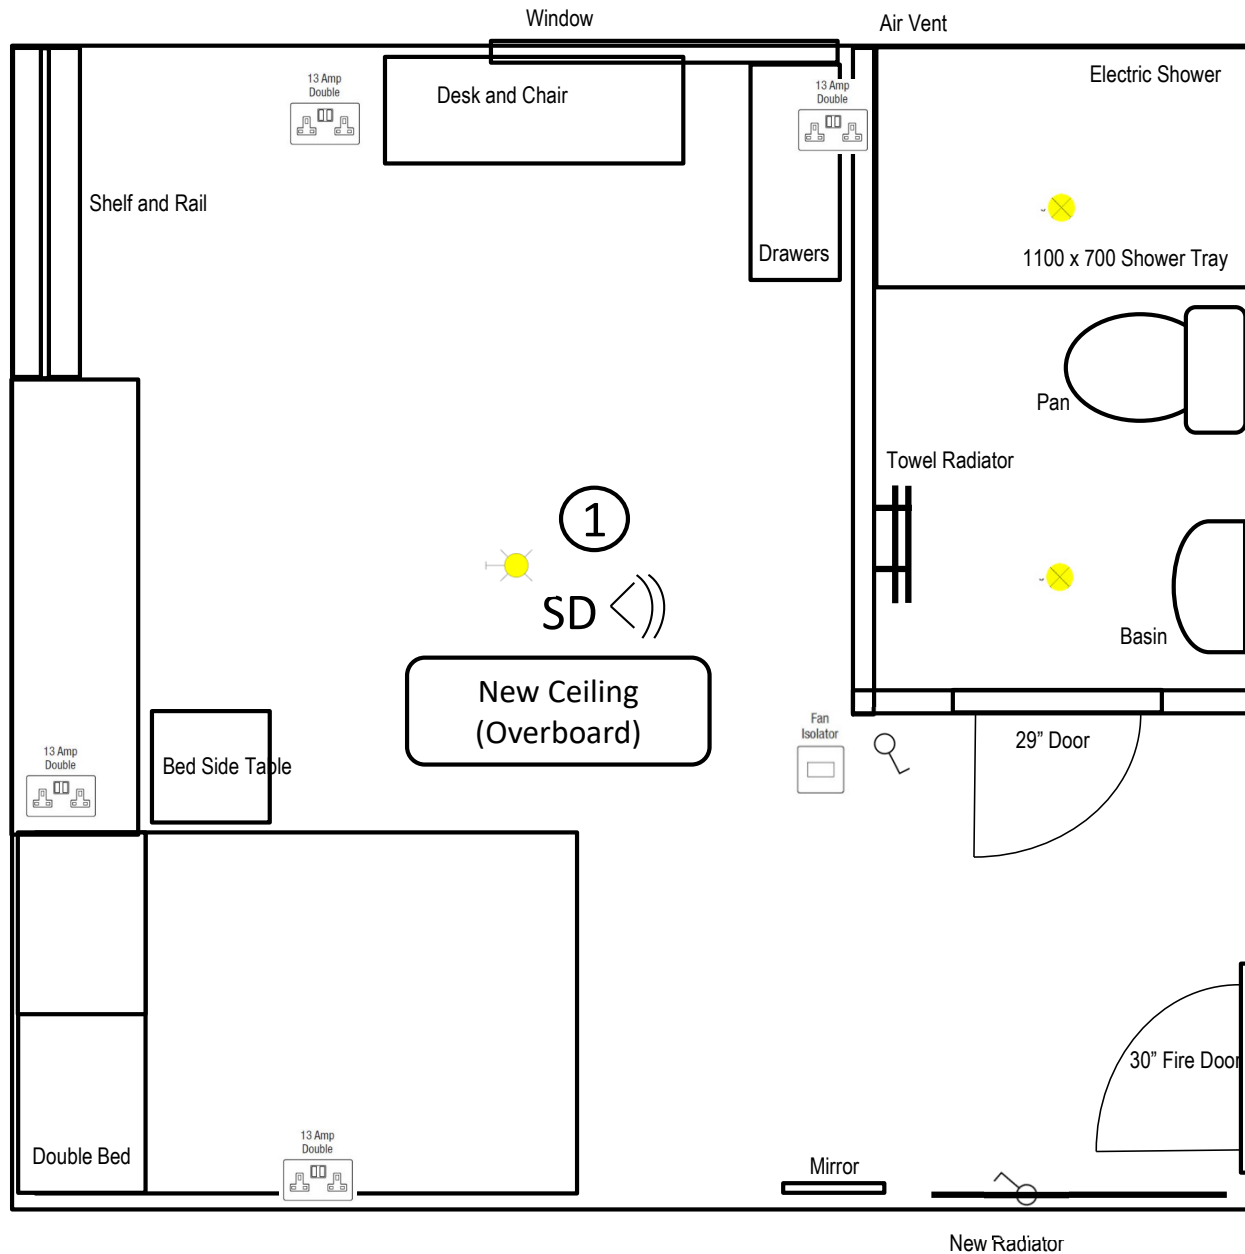 Window
Air Vent
13 Amp
Double
Desk and Chair
13 Amp
Double
Electric Shower
Shelf and Rail
Drawers
1100 x 700 Shower Tray
Pan
Towel Radiator
1
SD
Basin
New Ceiling
(Overboard)
Fan
Isolator
29” Door
13 Amp
Double
Bed Side Table
30” Fire Door
13 Amp
Double
Double Bed
Mirror
New Radiator